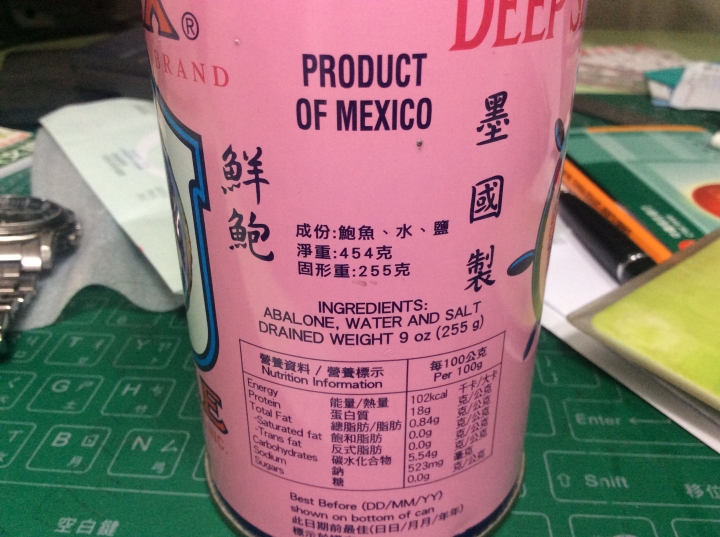 BRAND
DEEP
PRODUCT
OF MEXICO
墨國製
鮮鮑
成份:鮑魚、水、鹽
淨重:454克
固形重:255克
INGREDIENTS:
ABALONE, WATER AND SALT
DRAINED WEIGHT 9 oz (255 g)
營養資料 / 營養標示 每100公克
Nutrition Information Per 100g
Energy 能量/熱量 102kcal 千卡/大卡
Protein 蛋白質 18g 克/公克
Total Fat 總脂肪/脂肪 0.84g 克/公克
-Saturated fat 飽和脂肪 0.0g 克/公克
-Trans fat 反式脂肪 0.0g 克/公克
Carbohydrates 碳水化合物 5.54g 克/公克
Sodium 鈉 523mg 毫克
Sugars 糖 0.0g 克/公克
INC.
Best Before (DD/MM/YY)
shown on bottom of can
此日期前最佳(日日/月月/年年)
Enter
Shift
G
H
B
N
空白鍵